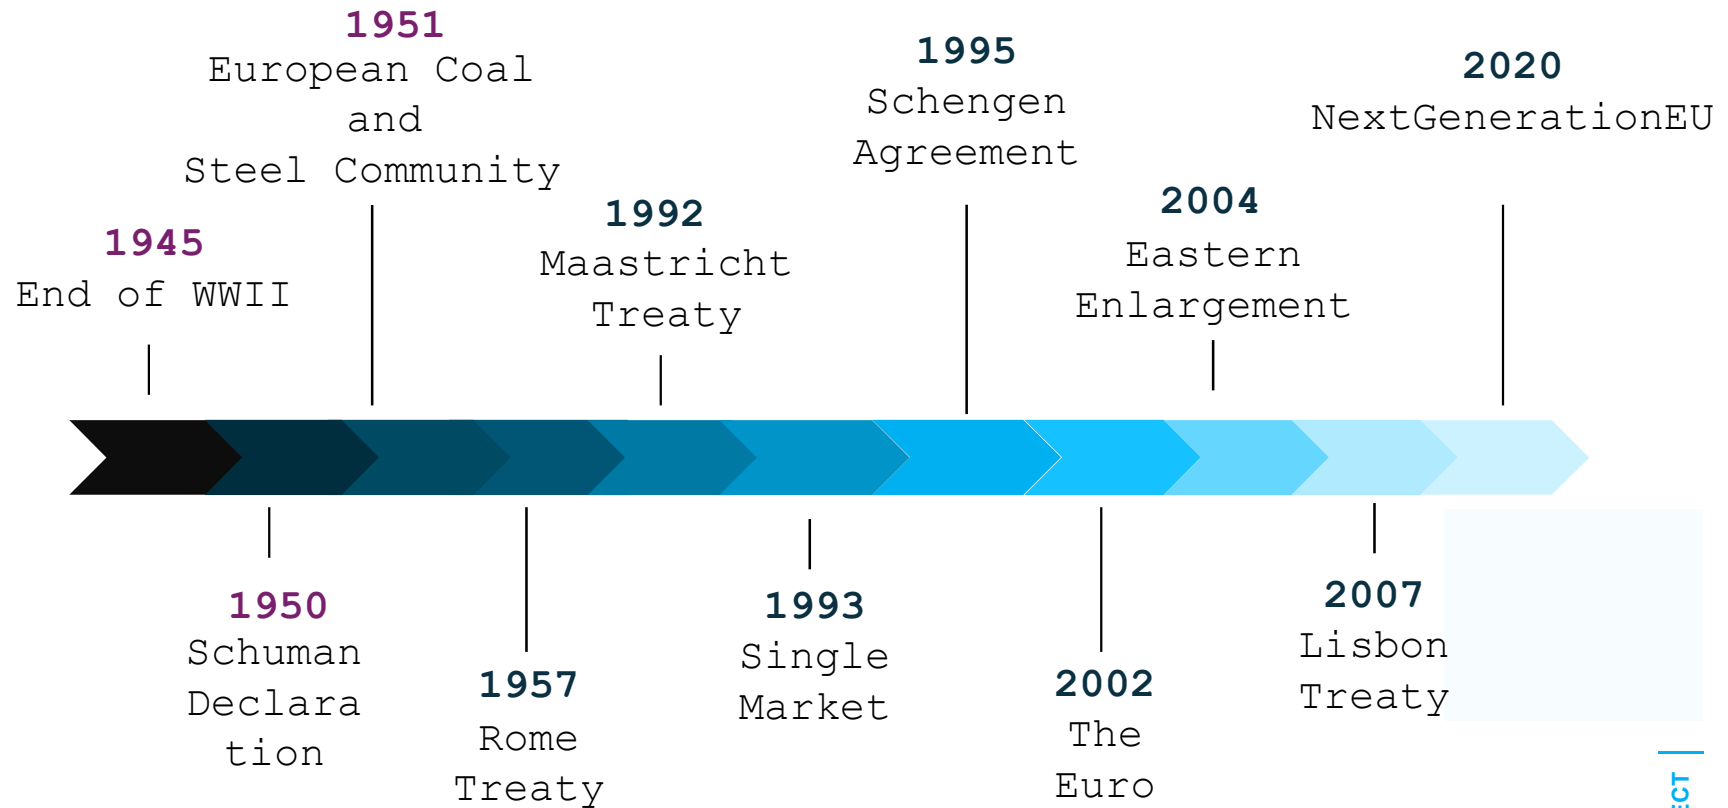 1945
End of WWII
1950
Schuman
Declara
tion
1951
European Coal
and
Steel Community
1957
Rome
Treaty
1992
Maastricht
Treaty
1993
Single
Market
1995
Schengen
Agreement
2002
The
Euro
2004
Eastern
Enlargement
2007
Lisbon
Treaty
2020
NextGenerationEU